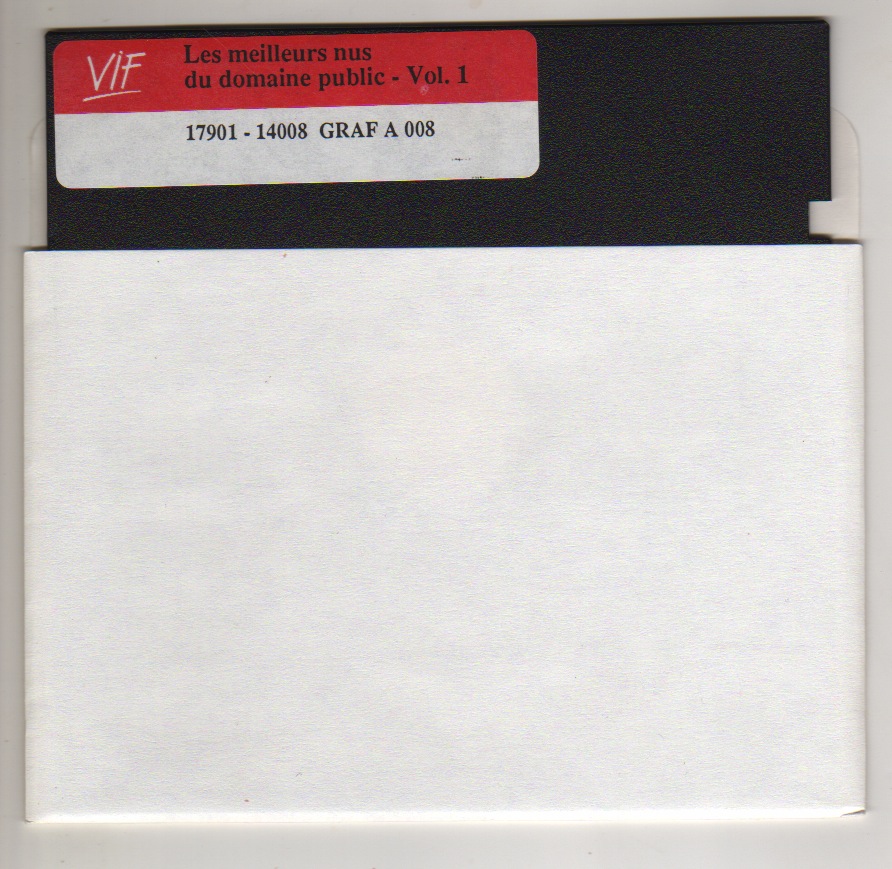 VIF
Les meilleurs nus
du domaine public - Vol. 1
17901 - 14008 GRAF A 008